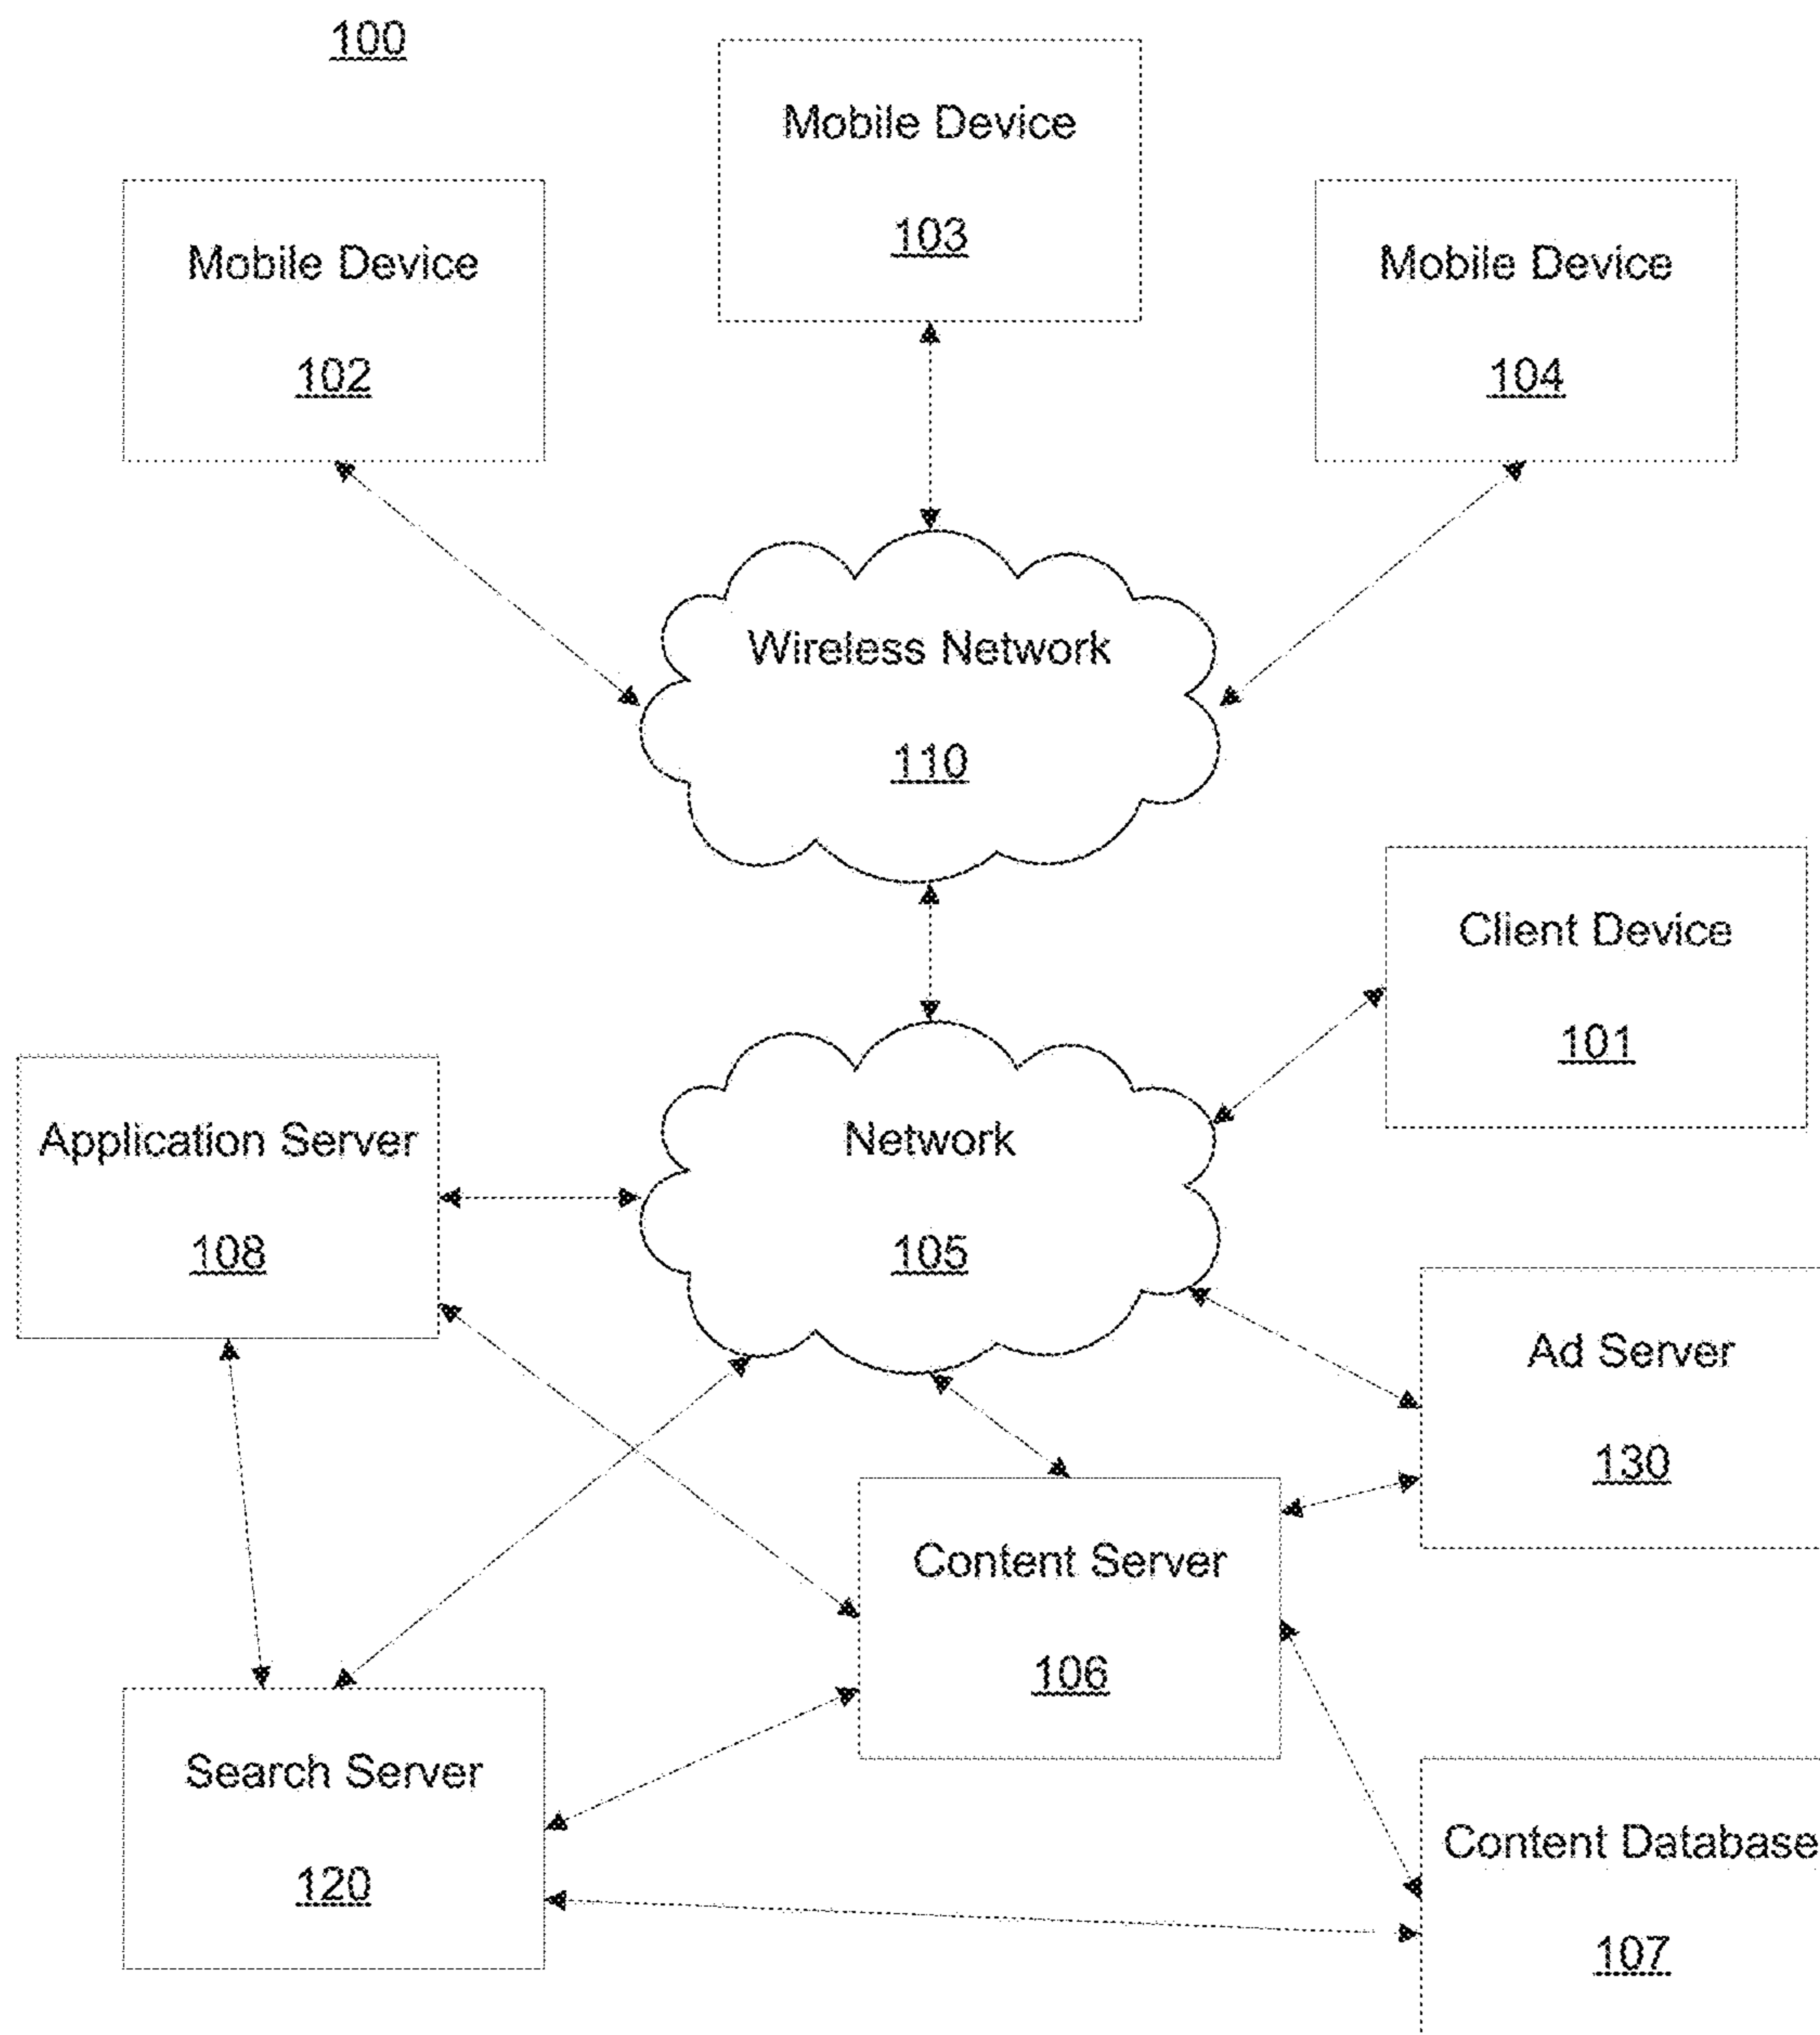 100
Mobile Device
103
Mobile Device
102
Mobile Device
104
Wireless Network
110
Client Device
101
Application Server
108
Network
105
Ad Server
130
Content Server
106
Search Server
120
Content Database
107